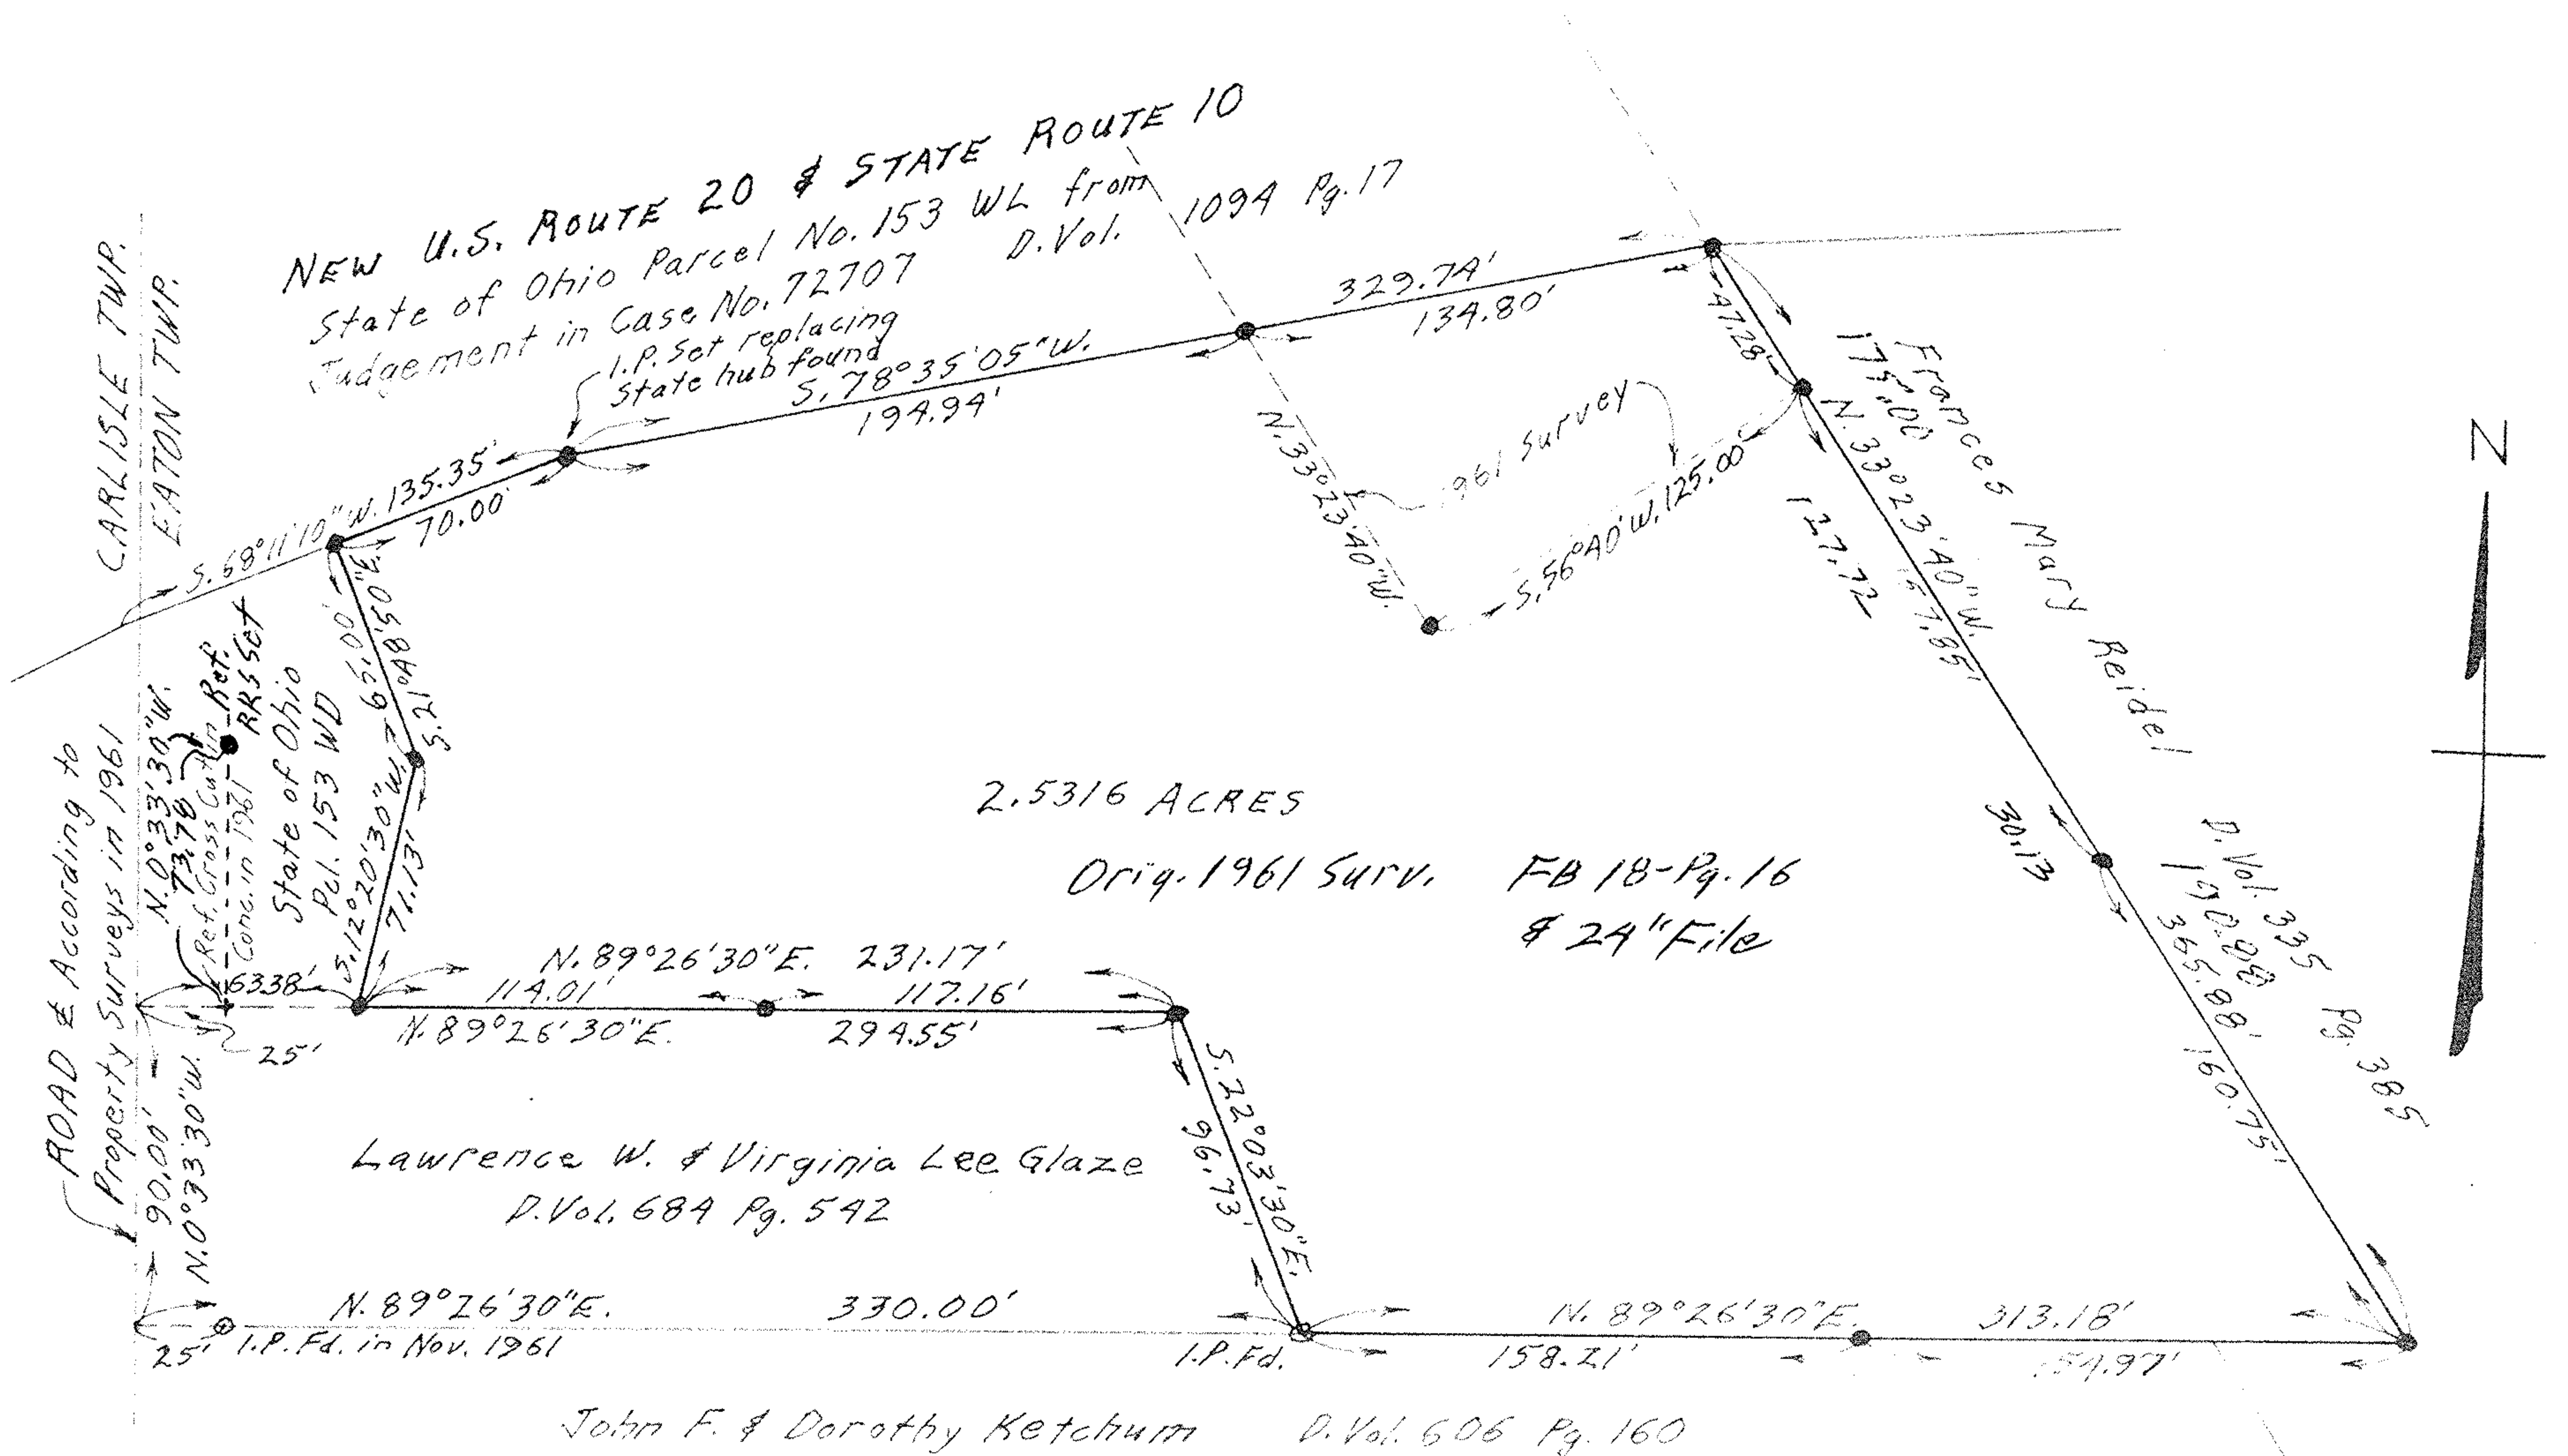 NEW U.S. ROUTE 20 & STATE ROUTE 10
State of Ohio Parcel No. 153 WL from
Judgement in Case No. 72707 D.Vol. 1094 Pg. 17
I.P. Set replacing
State hub found
CARLISLE TWP.
EATON TWP.
S. 68°11'10"W. 135.35'
70.00'
S. 78°35'05"W.
194.94'
329.74'
134.80'
47.28'
175.00
N. 33°23'40"W.
127.72
167.85'
Frances Mary Reidel D. Vol. 335 Pg. 385
N. 33°23'40"W.
1961 Survey
S. 56°40'W. 125.00'
N
S. 21°48'50"E.
65.00'
S. 12°20'30"W.
71.13'
State of Ohio
Pcl. 153 WD
Ref.
RRS Set
Ref. Cross Cut in
Conc. in 1961
N. 0°33'30"W.
73.78
ROAD ⅊ According to
Property Surveys in 1961
2.5316 ACRES
Orig. 1961 Surv. FB 18-Pg. 16
& 24" File
30.13
190.98
365.88'
160.75'
63.38'
N. 89°26'30"E. 231.17'
114.01' 117.16'
N. 89°26'30"E. 294.55'
25'
90.00'
N. 0°33'30"W.
S. 22°03'30"E.
96.73'
Lawrence W. & Virginia Lee Glaze
D.Vol. 684 Pg. 542
N. 89°26'30"E. 330.00'
N. 89°26'30"E. 313.18'
25' I.P. Fd. in Nov. 1961
I.P. Fd.
158.21' 154.97'
John F. & Dorothy Ketchum D.Vol. 606 Pg. 160